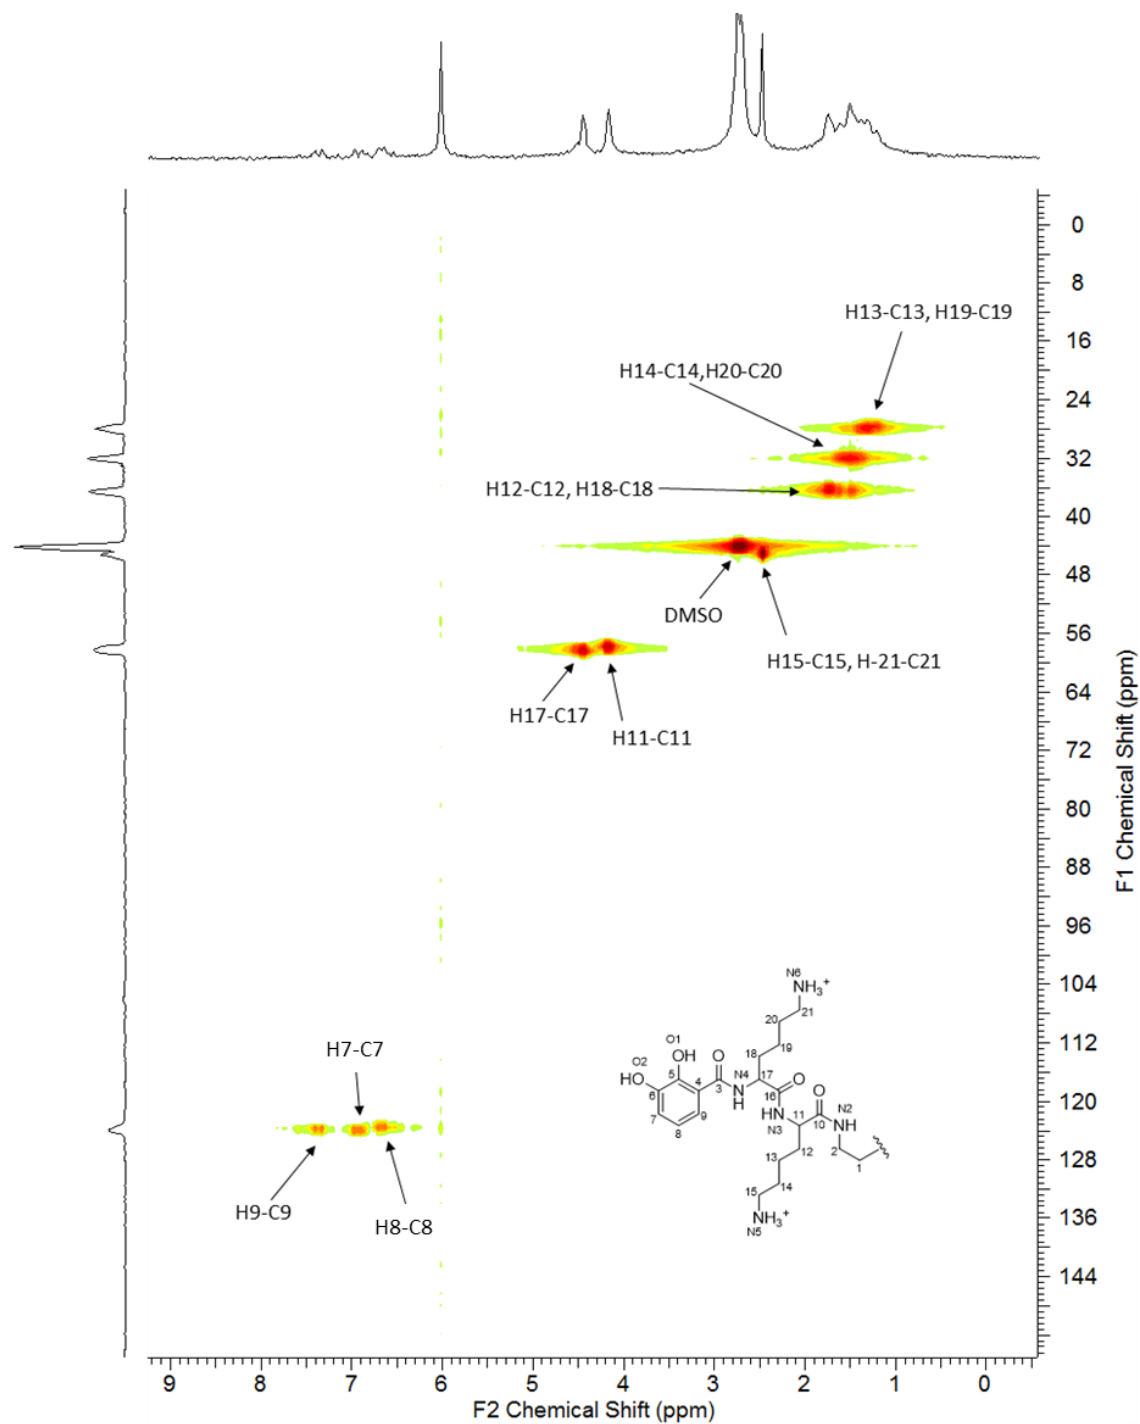 0
8
16
24
32
40
48
56
64
72
80
88
96
104
112
120
128
136
144
F1 Chemical Shift (ppm)
H13-C13, H19-C19
H14-C14,H20-C20
H12-C12, H18-C18
DMSO
H15-C15, H-21-C21
H17-C17
H11-C11
H7-C7
H9-C9
H8-C8
N6
NH3+
21
20
19
18
O1
OH
O
O2
HO
5
4
3
N4
N
H
17
16
O
O
6
7
8
9
N3
H
N
11
10
N2
NH
13
12
2
1
15
14
NH3+
N5
9 8 7 6 5 4 3 2 1 0
F2 Chemical Shift (ppm)